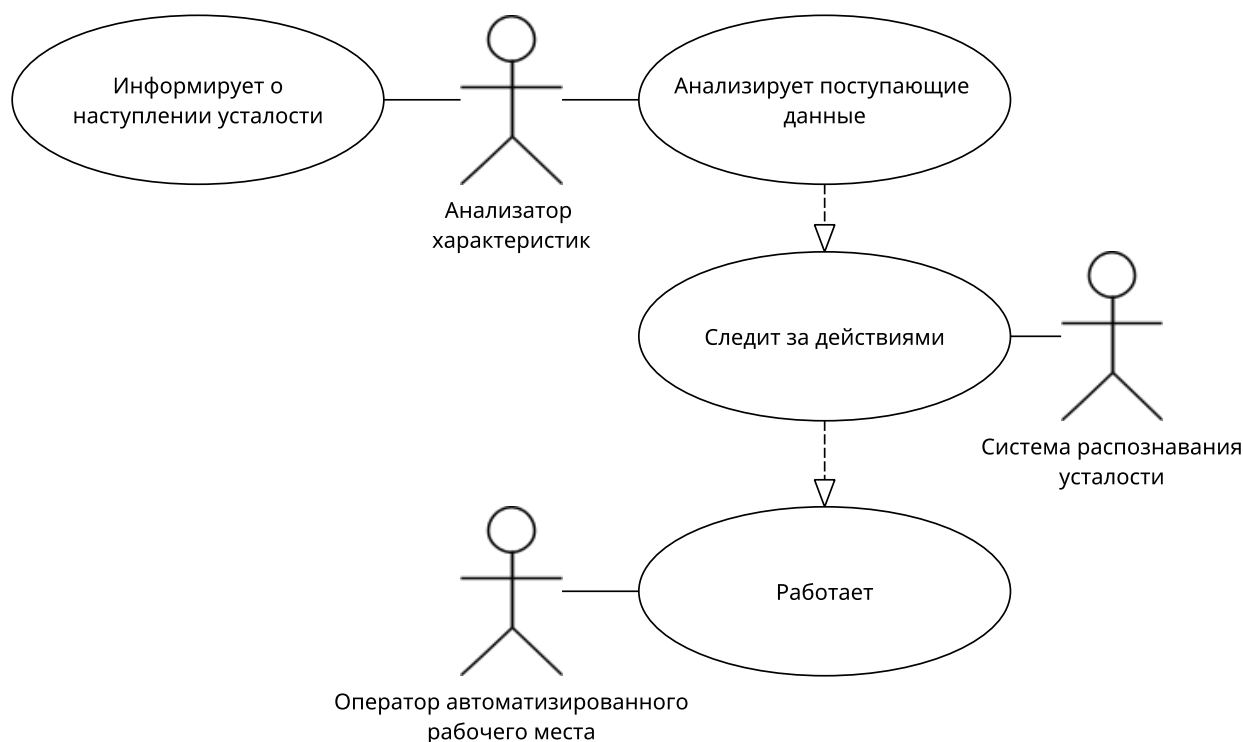 Информирует о
наступлении усталости
Анализирует поступающие
данные
Анализатор
характеристик
Следит за действиями
Система распознавания
усталости
Работает
Оператор автоматизированного
рабочего места